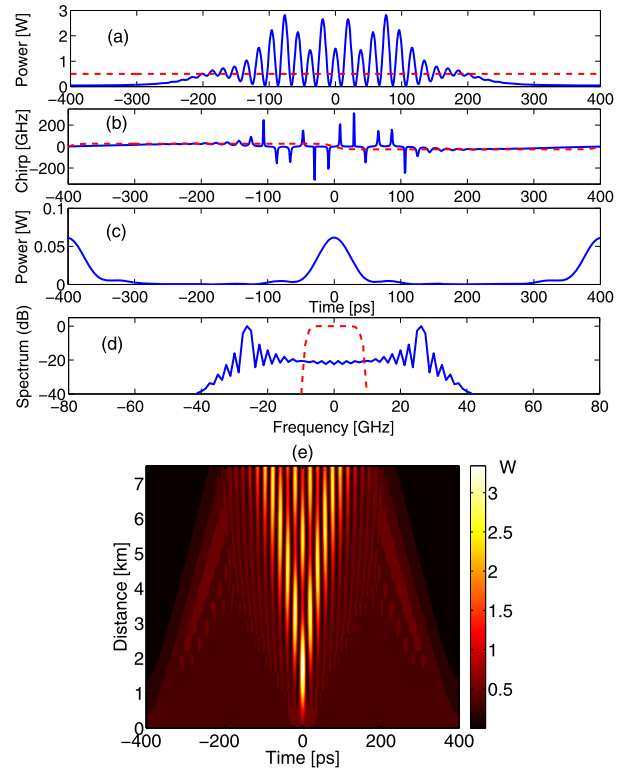 3
2
1
0
Power [W]
(a)
−400 −300 −200 −100 0 100 200 300 400
200
0
−200
Chirp [GHz]
(b)
−400 −300 −200 −100 0 100 200 300 400
0.1
0.05
0
Power [W]
(c)
−400 −300 −200 −100 0 100 200 300 400
Time [ps]
0
−20
−40
Spectrum (dB)
(d)
−80 −60 −40 −20 0 20 40 60 80
Frequency [GHz]
(e)
W
7
6
5
4
3
2
1
0
Distance [km]
−400 −200 0 200 400
Time [ps]
3
2.5
2
1.5
1
0.5